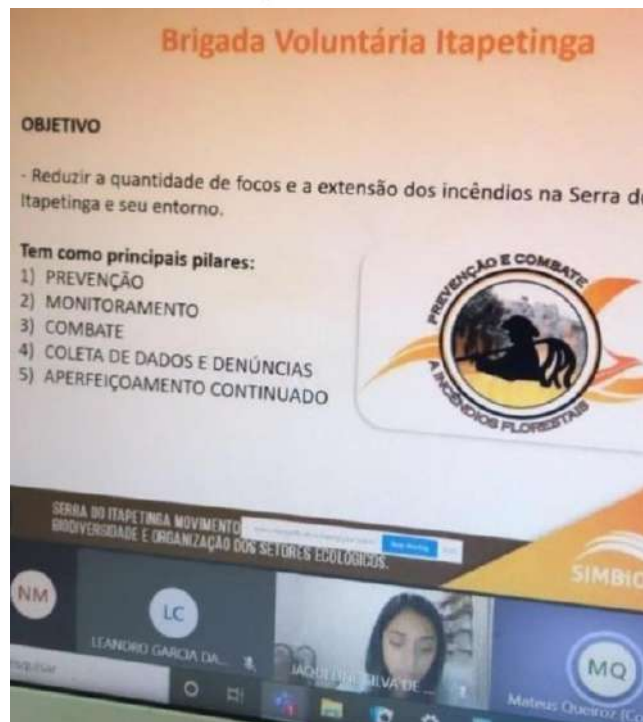 Brigada Voluntária Itapetinga
OBJETIVO
- Reduzir a quantidade de focos e a extensão dos incêndios na Serra d
Itapetinga e seu entorno.
Tem como principais pilares:
1) PREVENÇÃO
2) MONITORAMENTO
3) COMBATE
4) COLETA DE DADOS E DENÚNCIAS
5) APERFEIÇOAMENTO CONTINUADO
PREVENÇÃO E COMBATE
A INCÊNDIOS FLORESTAIS
SERRA DO ITAPETINGA MOVIMENTO
BIODIVERSIDADE E ORGANIZAÇÃO DOS SETORES ECOLÓGICOS.
SIMBIO
NM
LC
LEANDRO GARCIA DA...
JAQUELINE SILVA DE ...
MQ
Mateus Queiroz